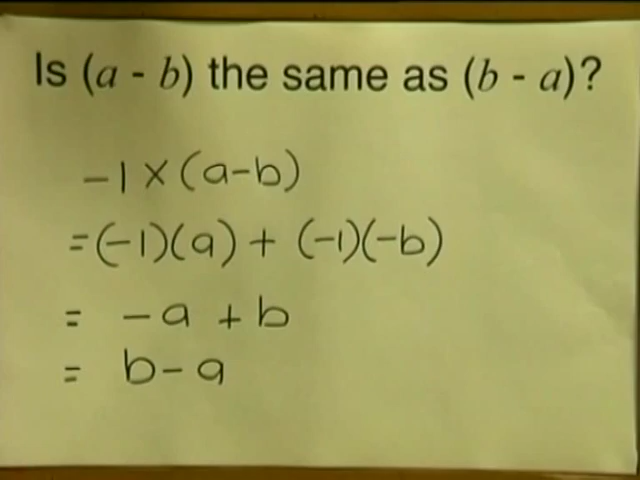 Is (a - b) the same as (b - a)?
-1 × (a-b)
= (-1)(a) + (-1)(-b)
= -a + b
= b - a